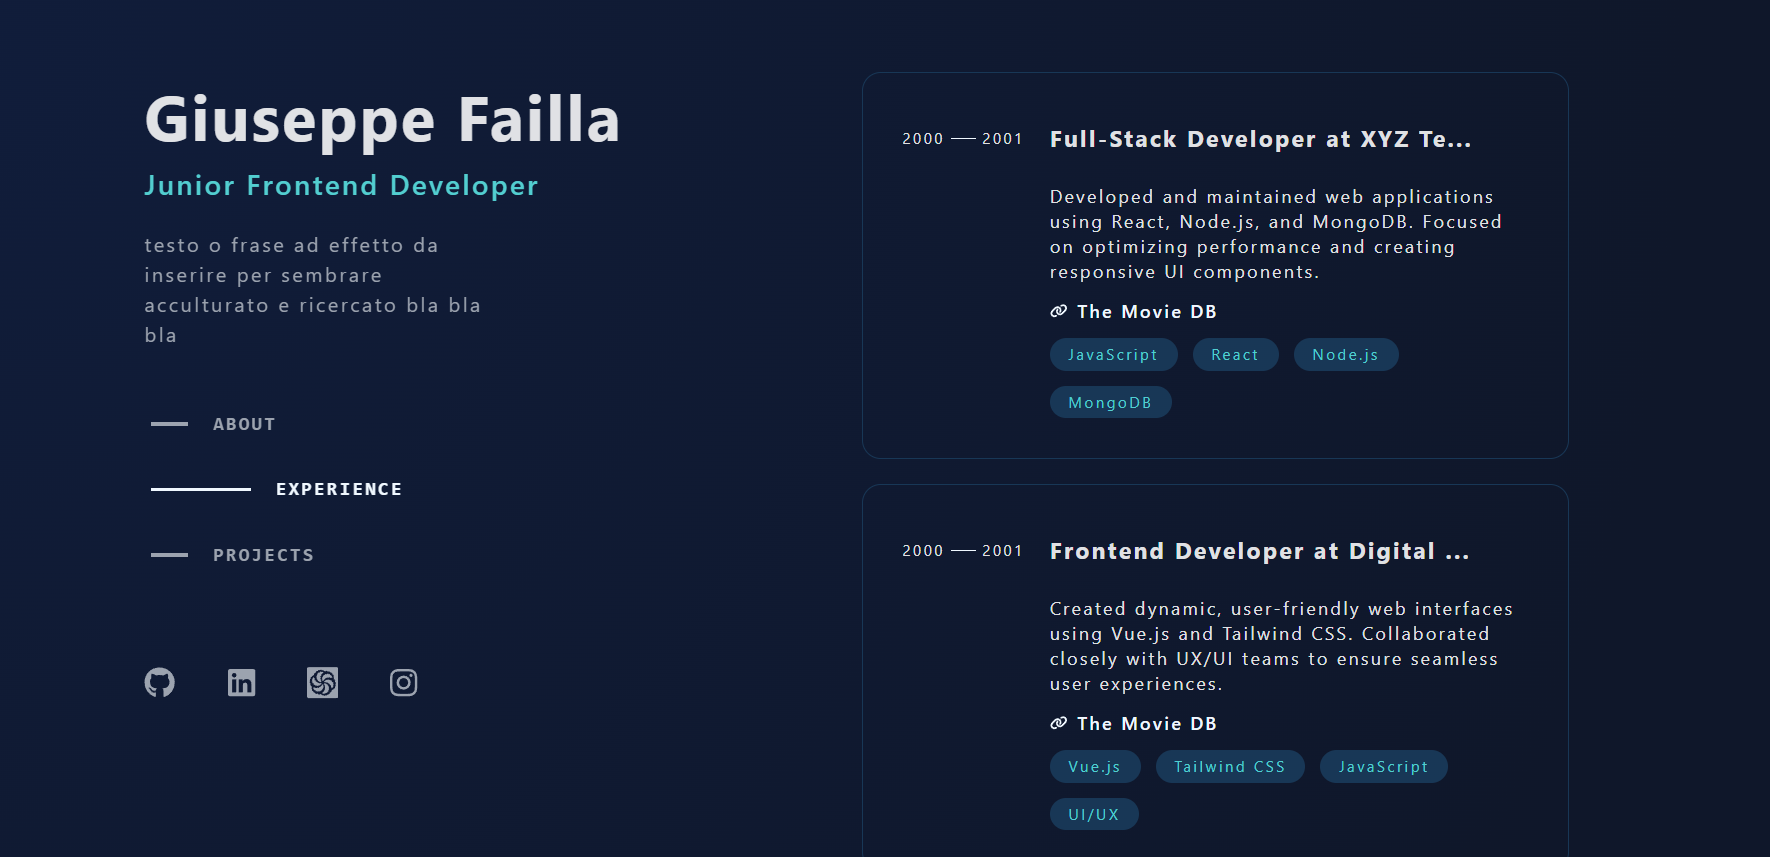 Giuseppe Failla
Junior Frontend Developer
testo o frase ad effetto da
inserire per sembrare
acculturato e ricercato bla bla
bla
ABOUT
EXPERIENCE
PROJECTS
2000 — 2001
Full-Stack Developer at XYZ Te...
Developed and maintained web applications
using React, Node.js, and MongoDB. Focused
on optimizing performance and creating
responsive UI components.
The Movie DB
JavaScript React Node.js
MongoDB
2000 — 2001
Frontend Developer at Digital ...
Created dynamic, user-friendly web interfaces
using Vue.js and Tailwind CSS. Collaborated
closely with UX/UI teams to ensure seamless
user experiences.
The Movie DB
Vue.js Tailwind CSS JavaScript
UI/UX